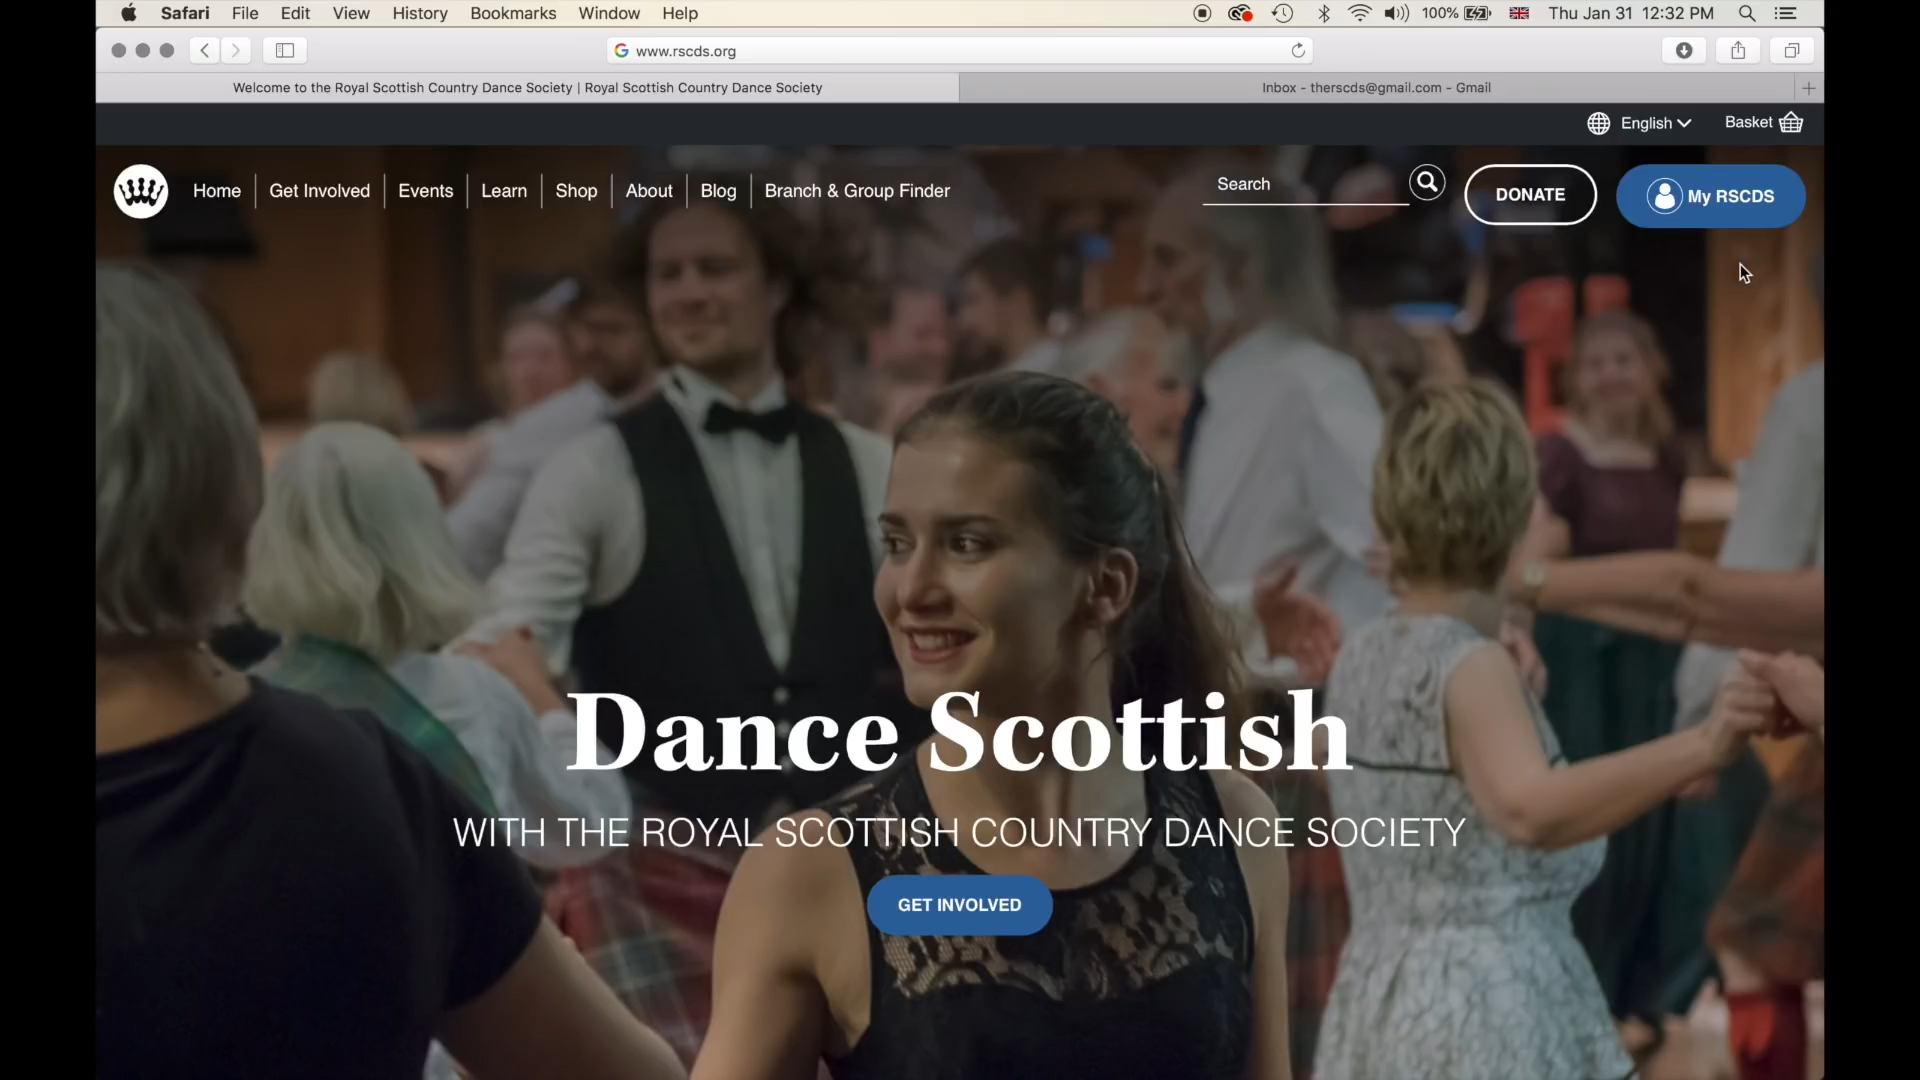 Safari File Edit View History Bookmarks Window Help 100% Thu Jan 31 12:32 PM
www.rscds.org
Welcome to the Royal Scottish Country Dance Society | Royal Scottish Country Dance Society
Inbox - therscds@gmail.com - Gmail
English Basket
Home Get Involved Events Learn Shop About Blog Branch & Group Finder Search DONATE My RSCDS
Dance Scottish
WITH THE ROYAL SCOTTISH COUNTRY DANCE SOCIETY
GET INVOLVED